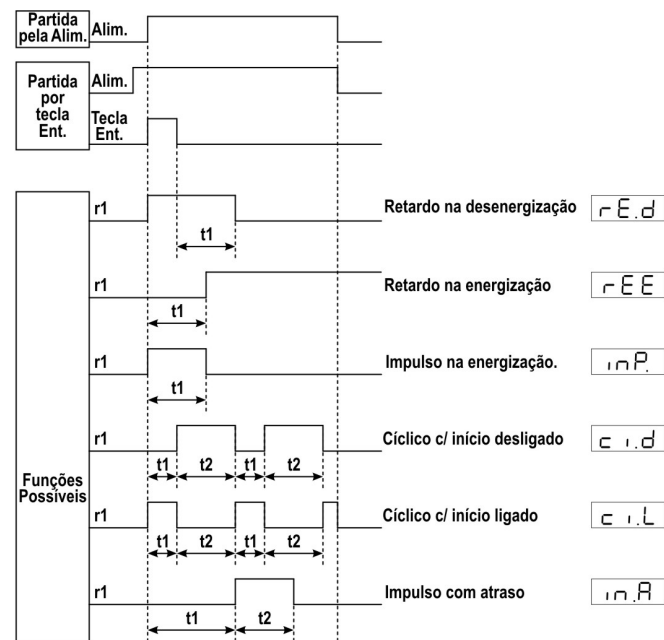 Partida
pela Alim.
Alim.
Partida
por
tecla
Ent.
Alim.
Tecla
Ent.
Funções
Possíveis
r1
t1
Retardo na desenergização
rE.d
r1
t1
Retardo na energização
rEE
r1
t1
Impulso na energização.
inP.
r1
t1 t2 t1 t2
Cíclico c/ início desligado
ci.d
r1
t1 t2 t1 t2
Cíclico c/ início ligado
ci.L
r1
t1 t2
Impulso com atraso
in.A